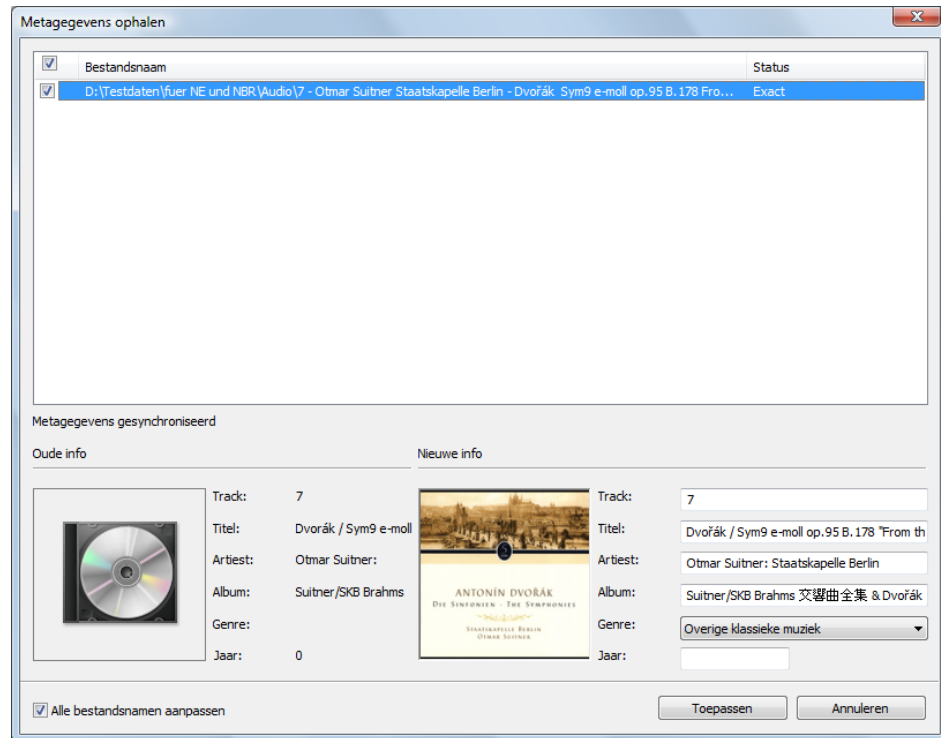 Metagegevens ophalen
Bestandsnaam Status
D:\Testdaten\fuer NE und NBR\Audio\7 - Otmar Suitner Staatskapelle Berlin - Dvořák Sym9 e-moll op.95 B.178 Fro... Exact
Metagegevens gesynchroniseerd
Oude info
Track: 7
Titel: Dvorák / Sym9 e-moll
Artiest: Otmar Suitner:
Album: Suitner/SKB Brahms
Genre:
Jaar: 0
Nieuwe info
2
ANTONÍN DVOŘÁK
DIE SINFONIEN · THE SYMPHONIES
STAATSKAPELLE BERLIN
OTMAR SUITNER
Track: 7
Titel: Dvořák / Sym9 e-moll op.95 B.178 "From th
Artiest: Otmar Suitner: Staatskapelle Berlin
Album: Suitner/SKB Brahms 交響曲全集 & Dvořák
Genre: Overige klassieke muziek
Jaar:
Alle bestandsnamen aanpassen
Toepassen
Annuleren